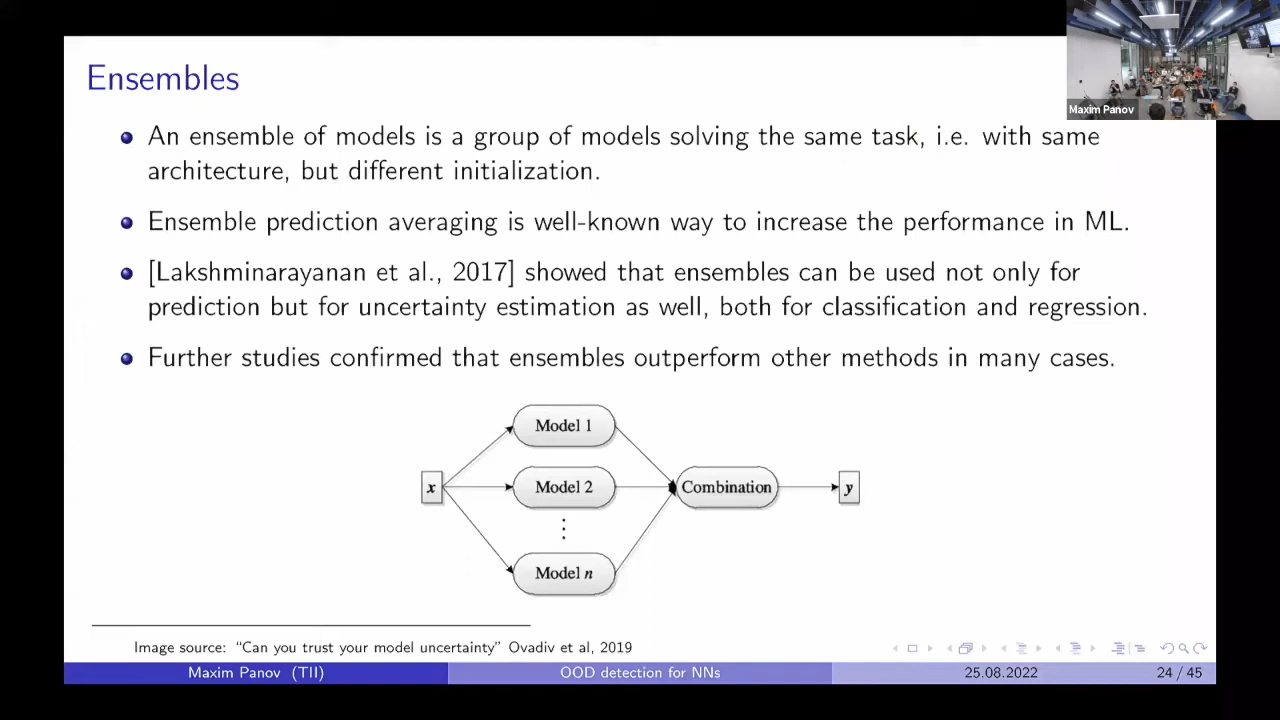 Ensembles
Maxim Panov
An ensemble of models is a group of models solving the same task, i.e. with same
architecture, but different initialization.
Ensemble prediction averaging is well-known way to increase the performance in ML.
[Lakshminarayanan et al., 2017] showed that ensembles can be used not only for
prediction but for uncertainty estimation as well, both for classification and regression.
Further studies confirmed that ensembles outperform other methods in many cases.
Model 1
x
Model 2
Combination
y
⋮
Model n
Image source: "Can you trust your model uncertainty" Ovadiv et al, 2019
Maxim Panov (TII)
OOD detection for NNs
25.08.2022
24 / 45